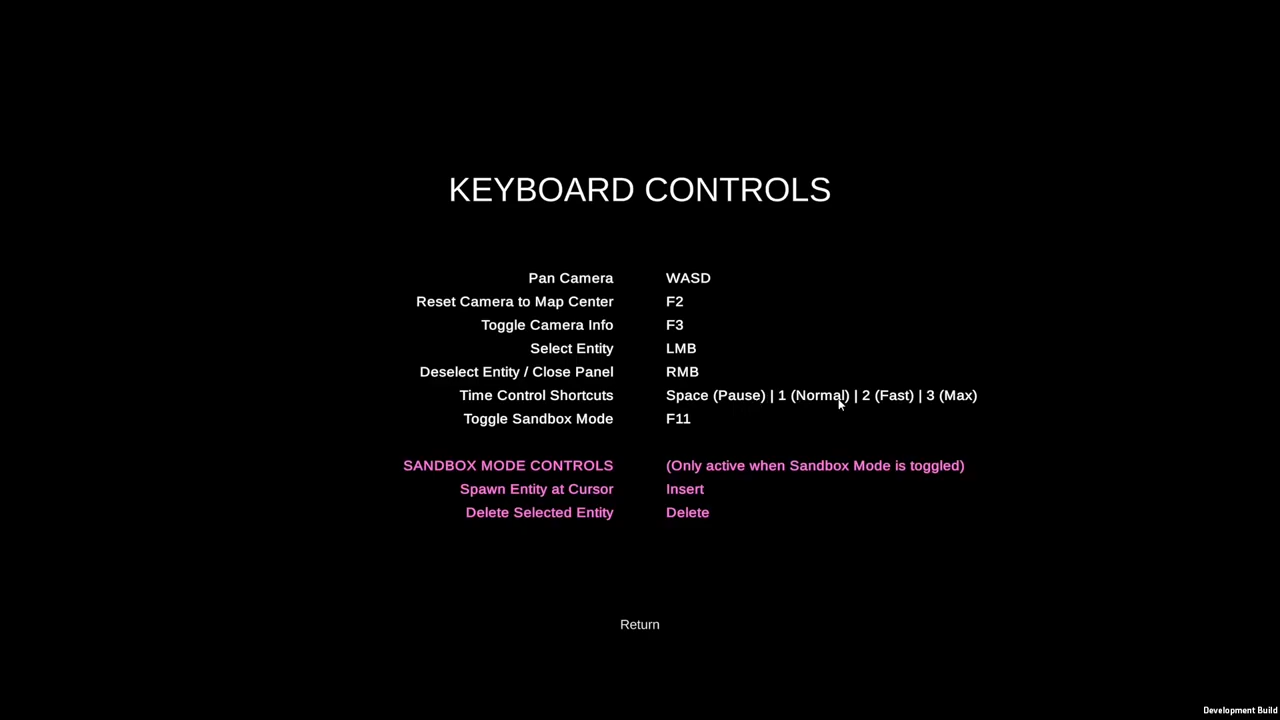 KEYBOARD CONTROLS
Pan Camera WASD
Reset Camera to Map Center F2
Toggle Camera Info F3
Select Entity LMB
Deselect Entity / Close Panel RMB
Time Control Shortcuts Space (Pause) | 1 (Normal) | 2 (Fast) | 3 (Max)
Toggle Sandbox Mode F11
SANDBOX MODE CONTROLS (Only active when Sandbox Mode is toggled)
Spawn Entity at Cursor Insert
Delete Selected Entity Delete
Return
Development Build